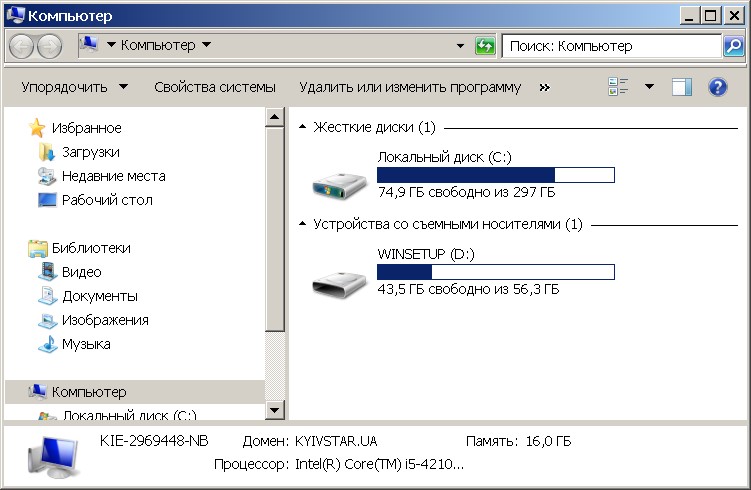 Компьютер
Компьютер
Поиск: Компьютер
Упорядочить Свойства системы Удалить или изменить программу »
Избранное
Загрузки
Недавние места
Рабочий стол
Библиотеки
Видео
Документы
Изображения
Музыка
Компьютер
Локальный диск (C:)
Жесткие диски (1)
Локальный диск (C:)
74,9 ГБ свободно из 297 ГБ
Устройства со съемными носителями (1)
WINSETUP (D:)
43,5 ГБ свободно из 56,3 ГБ
KIE-2969448-NB Домен: KYIVSTAR.UA Память: 16,0 ГБ
Процессор: Intel(R) Core(TM) i5-4210...